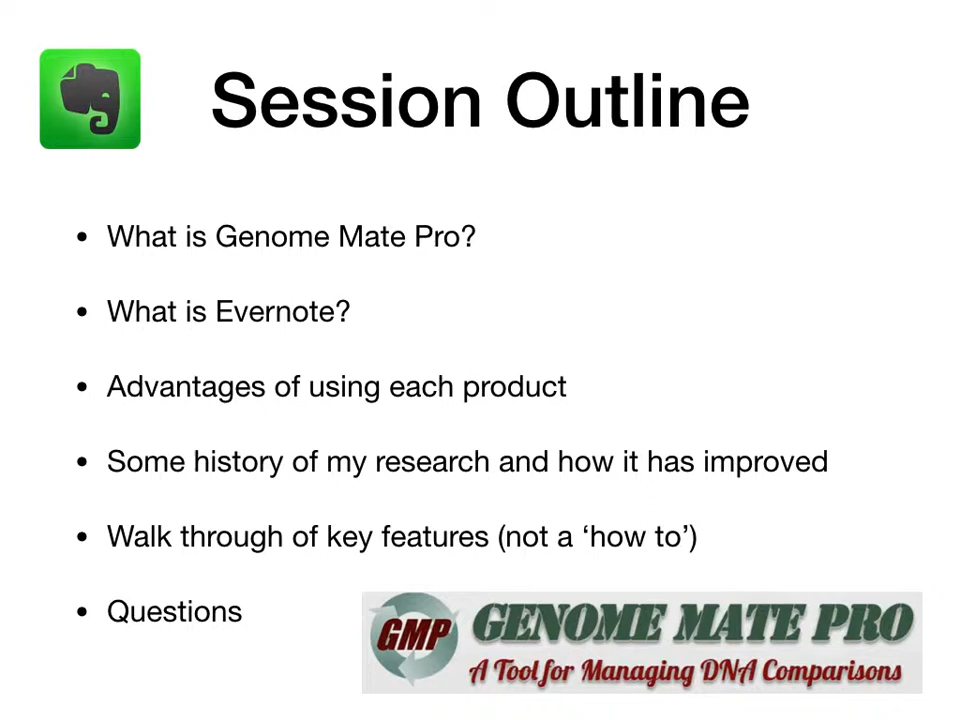 Session Outline
• What is Genome Mate Pro?
• What is Evernote?
• Advantages of using each product
• Some history of my research and how it has improved
• Walk through of key features (not a ‘how to’)
• Questions
GMP GENOME MATE PRO
A Tool for Managing DNA Comparisons